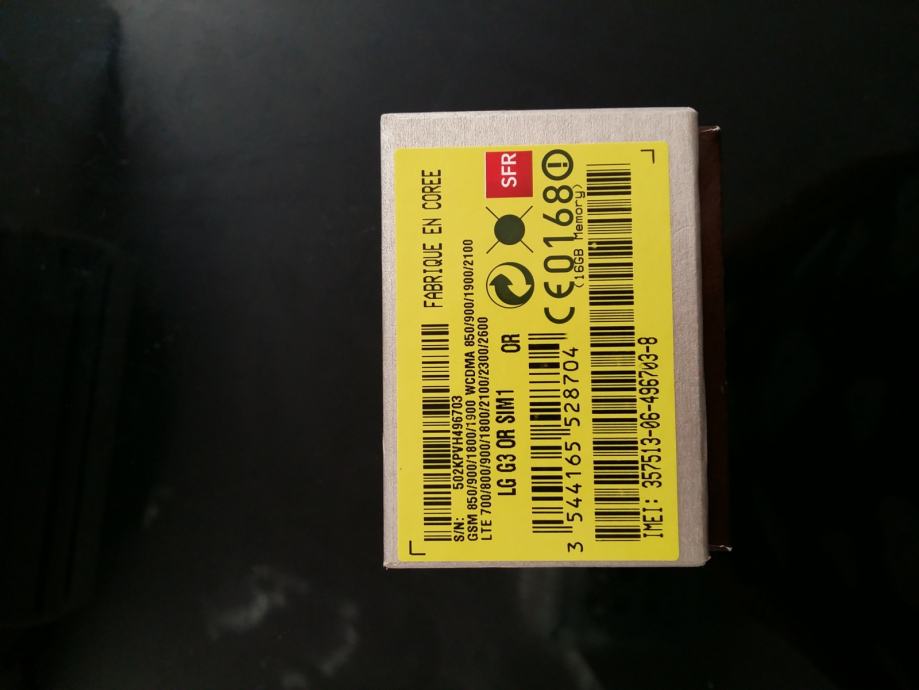 FABRIQUE EN COREE
S/N: 502KPVH496703
GSM 850/900/1800/1900 WCDMA 850/900/1900/2100
LTE 700/800/900/1800/2100/2300/2600
SFR
LG G3 OR SIM1 OR
3 544165 528704
CE0168
(16GB Memory)
IMEI: 357513-06-496703-8